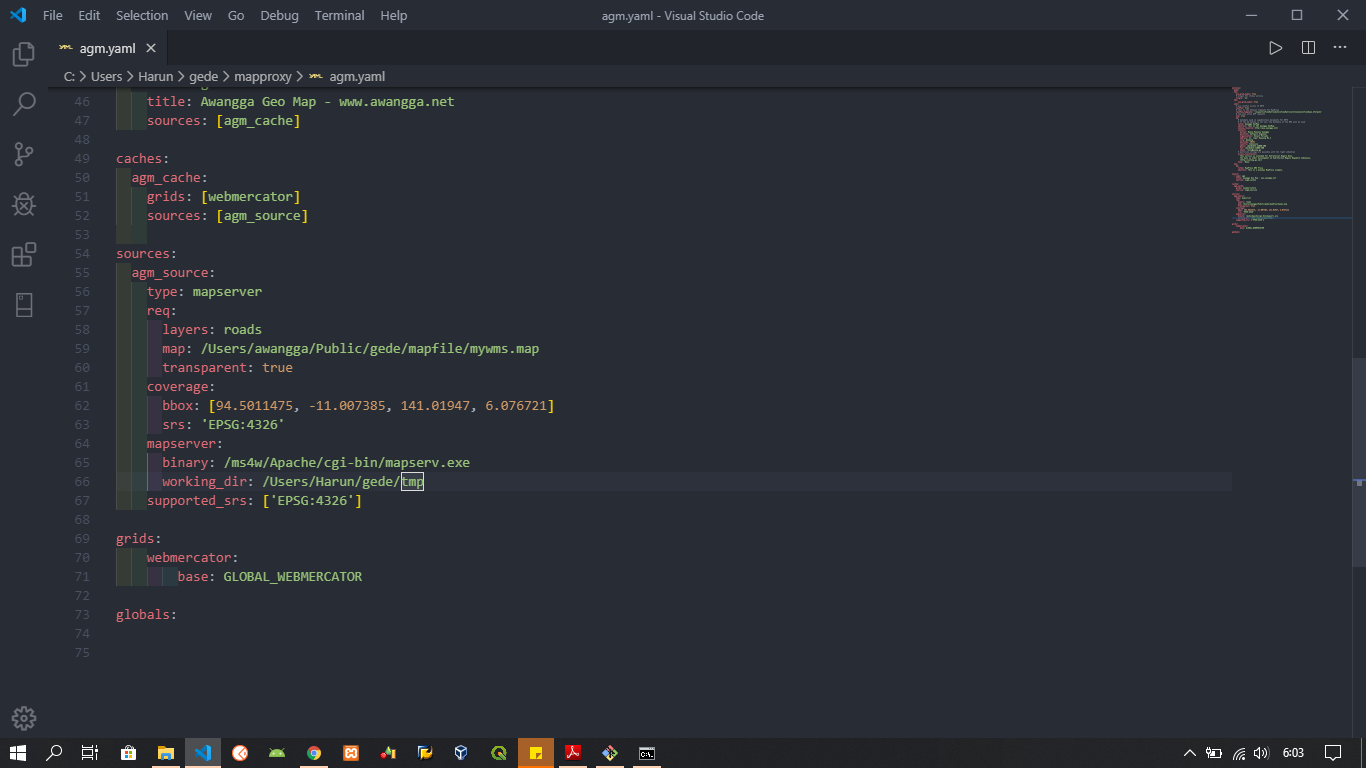 File Edit Selection View Go Debug Terminal Help agm.yaml - Visual Studio Code
agm.yaml
C: > Users > Harun > gede > mapproxy > agm.yaml
46 title: Awangga Geo Map - www.awangga.net
47 sources: [agm_cache]
48
49 caches:
50 agm_cache:
51 grids: [webmercator]
52 sources: [agm_source]
53
54 sources:
55 agm_source:
56 type: mapserver
57 req:
58 layers: roads
59 map: /Users/awangga/Public/gede/mapfile/mywms.map
60 transparent: true
61 coverage:
62 bbox: [94.5011475, -11.007385, 141.01947, 6.076721]
63 srs: 'EPSG:4326'
64 mapserver:
65 binary: /ms4w/Apache/cgi-bin/mapserv.exe
66 working_dir: /Users/Harun/gede/tmp
67 supported_srs: ['EPSG:4326']
68
69 grids:
70 webmercator:
71 base: GLOBAL_WEBMERCATOR
72
73 globals:
74
75
6:03